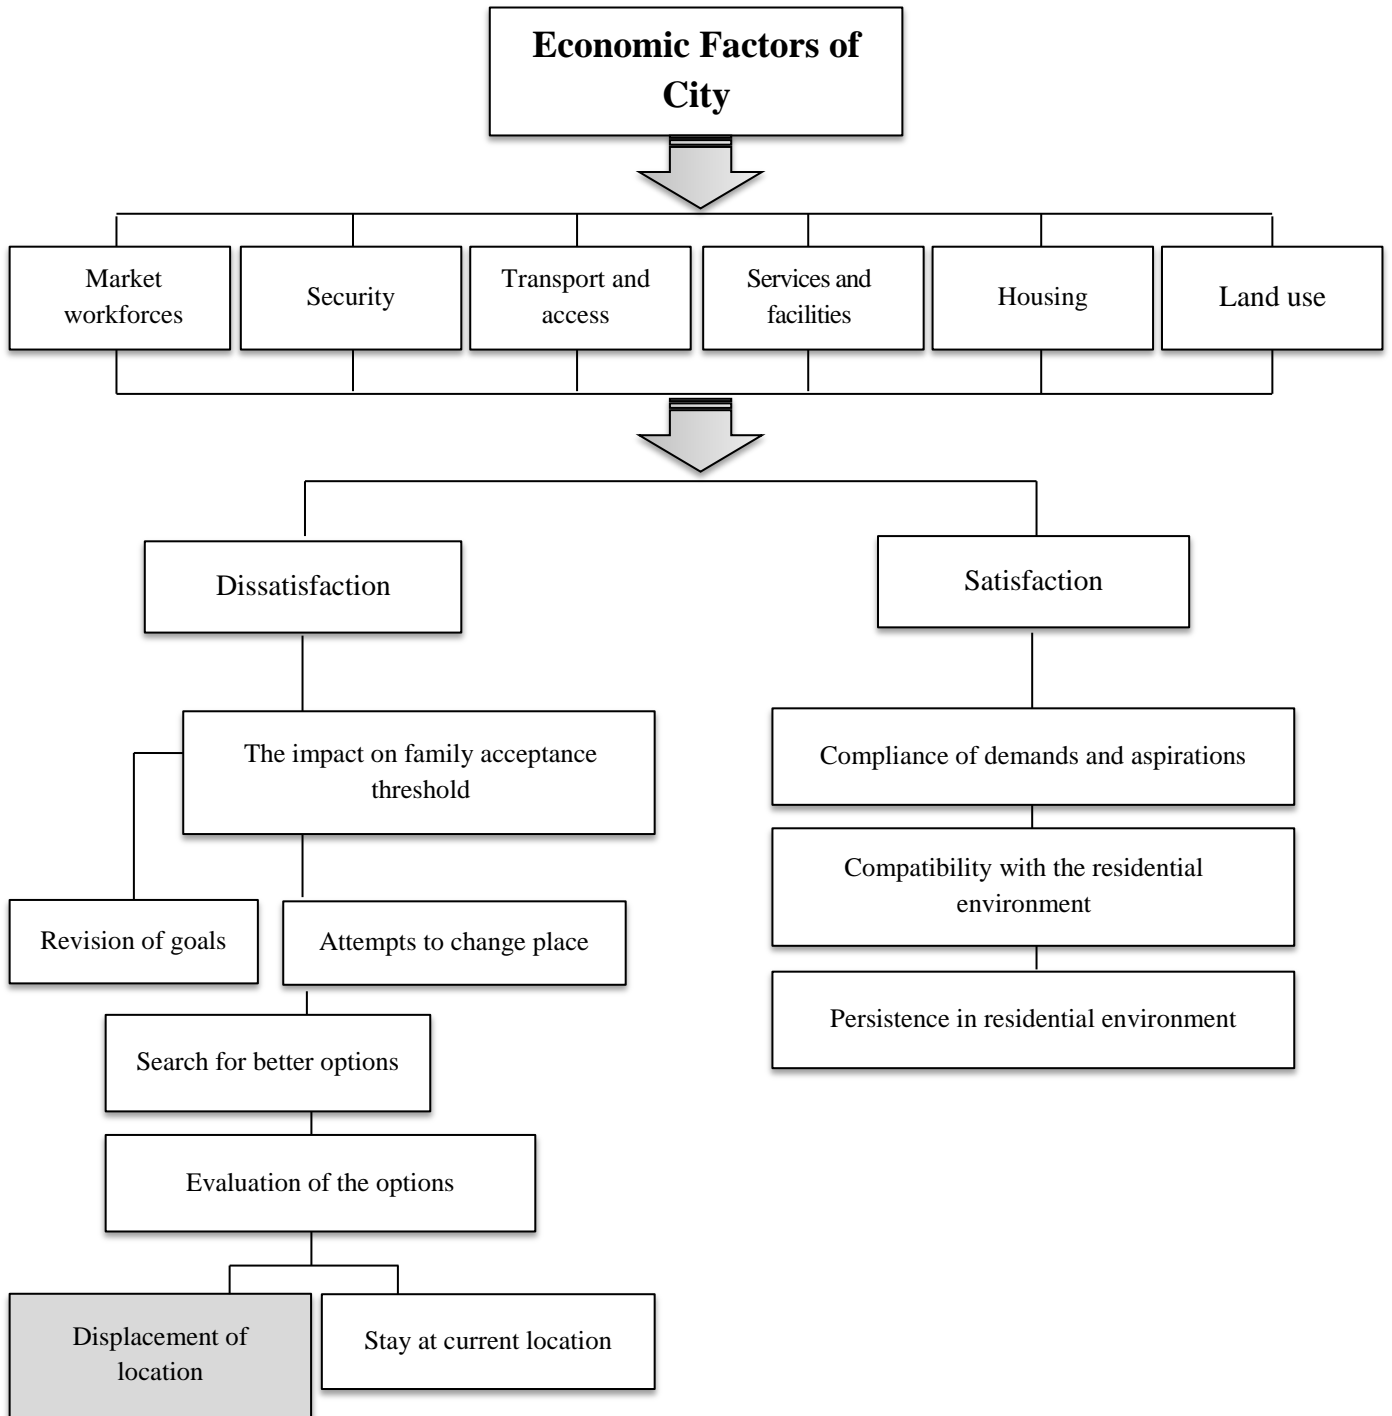 Economic Factors of
City
Market
workforces
Security
Transport and
access
Services and
facilities
Housing
Land use
Dissatisfaction
Satisfaction
The impact on family acceptance
threshold
Compliance of demands and aspirations
Compatibility with the residential
environment
Revision of goals
Attempts to change place
Persistence in residential environment
Search for better options
Evaluation of the options
Displacement of
location
Stay at current location